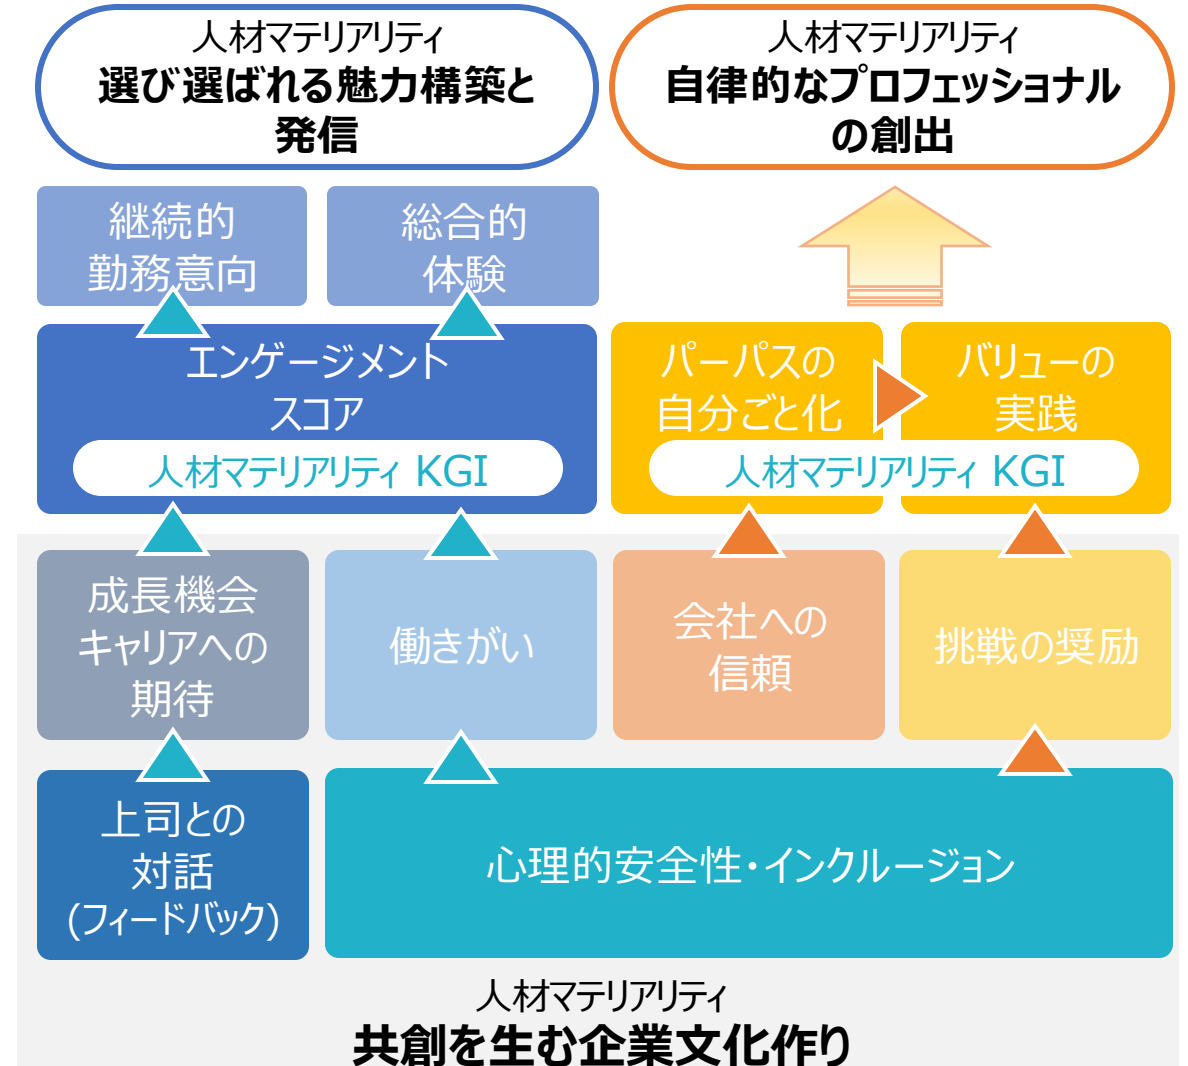 人材マテリアリティ
選び選ばれる魅力構築と
発信
人材マテリアリティ
自律的なプロフェッショナル
の創出
継続的
勤務意向
総合的
体験
エンゲージメント
スコア
人材マテリアリティ KGI
パーパスの
自分ごと化
バリューの
実践
人材マテリアリティ KGI
成長機会
キャリアへの
期待
働きがい
会社への
信頼
挑戦の奨励
上司との
対話
(フィードバック)
心理的安全性・インクルージョン
人材マテリアリティ
共創を生む企業文化作り